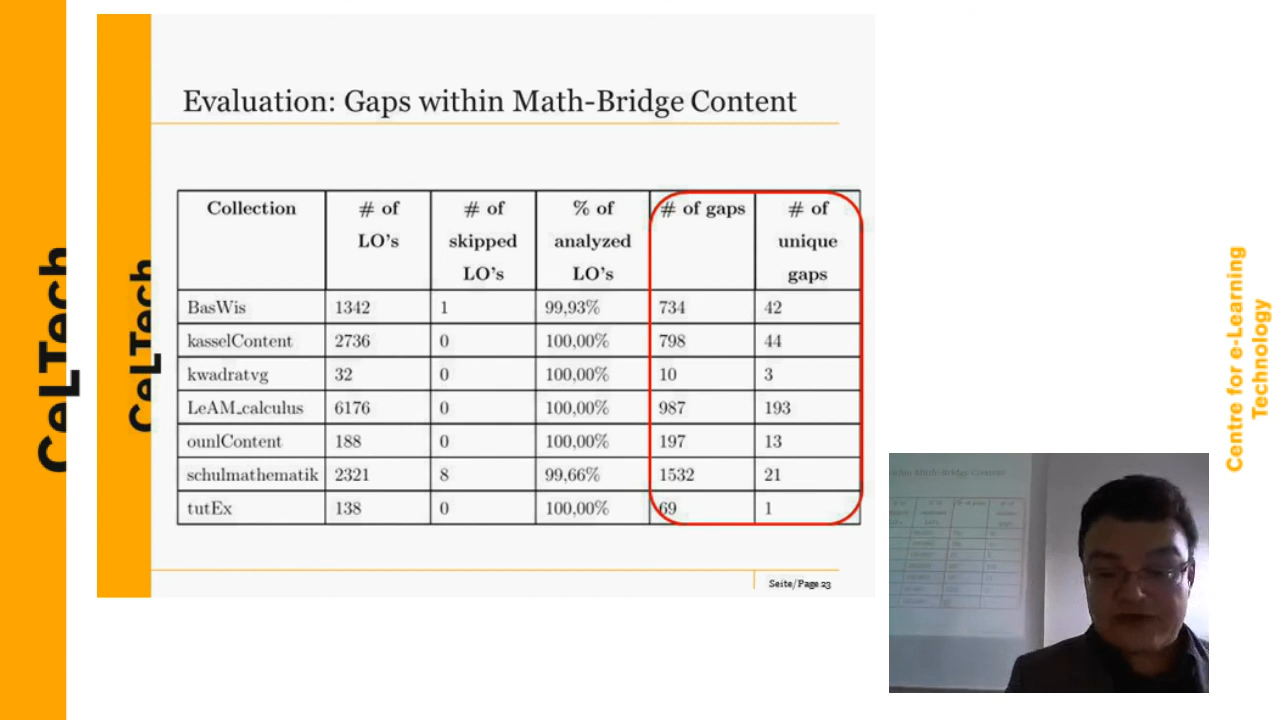 CeLTech
CeLTech
Evaluation: Gaps within Math-Bridge Content
Collection # of LO's # of skipped LO's % of analyzed LO's # of gaps # of unique gaps
BasWis 1342 1 99,93% 734 42
kasselContent 2736 0 100,00% 798 44
kwadratvg 32 0 100,00% 10 3
LeAM_calculus 6176 0 100,00% 987 193
ounlContent 188 0 100,00% 197 13
schulmathematik 2321 8 99,66% 1532 21
tutEx 138 0 100,00% 69 1
Seite/Page 23
Centre for e-Learning
Technology